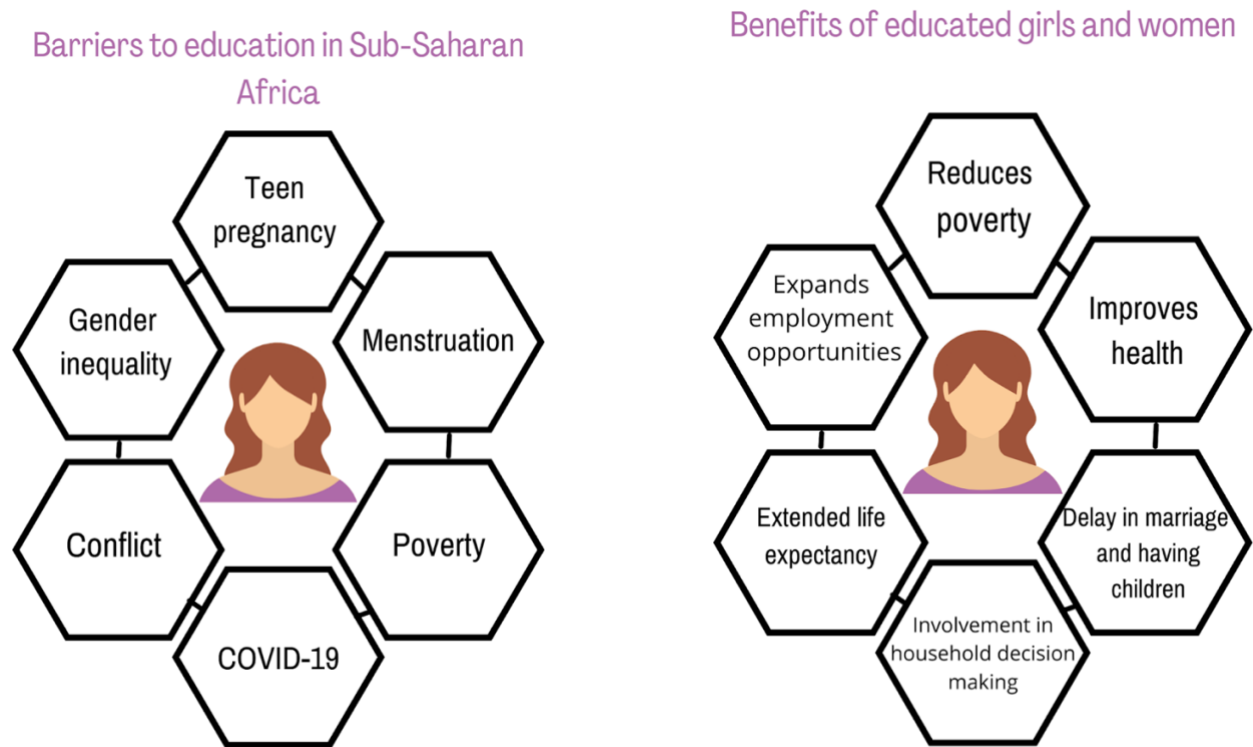 Barriers to education in Sub-Saharan
Africa
Teen
pregnancy
Menstruation
Poverty
COVID-19
Conflict
Gender
inequality
Benefits of educated girls and women
Reduces
poverty
Improves
health
Delay in marriage
and having
children
Involvement in
household decision
making
Extended life
expectancy
Expands
employment
opportunities